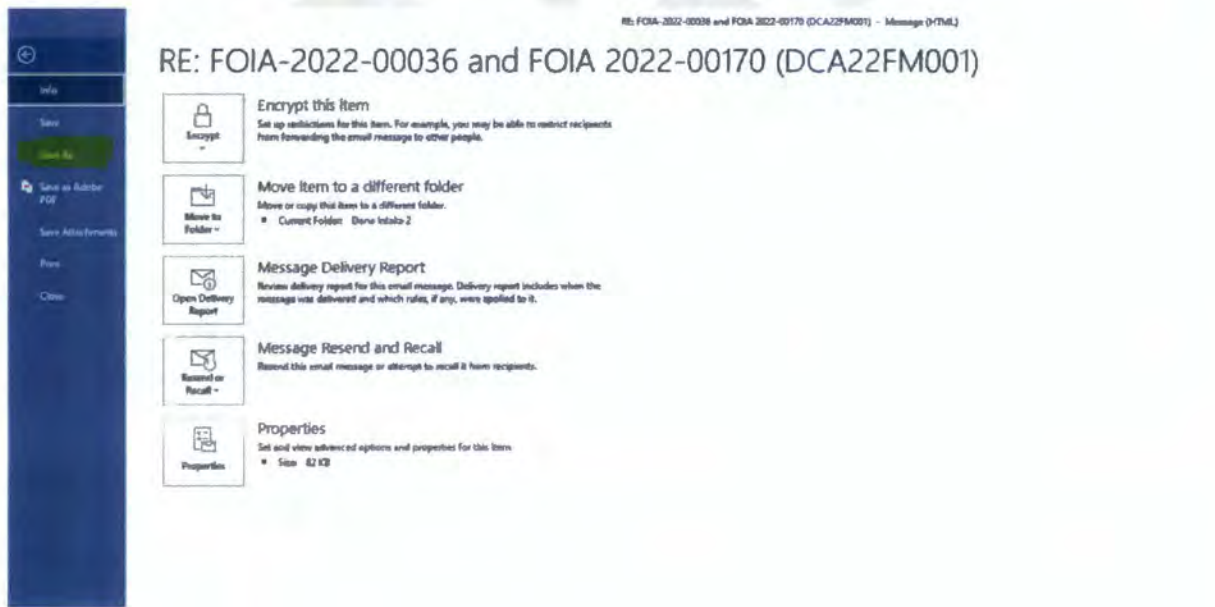 RE: FOIA-2022-00036 and FOIA 2022-00170 (DCA22FM001) - Message (HTML)
RE: FOIA-2022-00036 and FOIA 2022-00170 (DCA22FM001)
Info
Save
Save As
Save as Adobe
PDF
Save Attachments
Print
Close
Encrypt
Encrypt this item
Set up restrictions for this item. For example, you may be able to restrict recipients
from forwarding the email message to other people.
Move to
Folder
Move item to a different folder
Move or copy this item to a different folder.
Current Folder: Intake 2
Open Delivery
Report
Message Delivery Report
Review delivery report for this email message. Delivery report includes when the
message was delivered and which rules, if any, were applied to it.
Resend or
Recall
Message Resend and Recall
Resend this email message or attempt to recall it from recipients.
Properties
Properties
Set and view advanced options and properties for this item
Size 82 KB